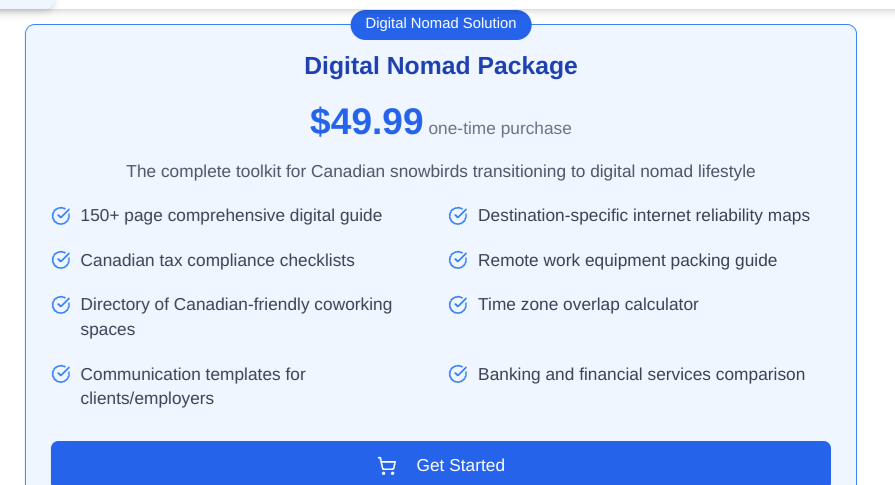 Digital Nomad Solution
Digital Nomad Package
$49.99 one-time purchase
The complete toolkit for Canadian snowbirds transitioning to digital nomad lifestyle
150+ page comprehensive digital guide
Destination-specific internet reliability maps
Canadian tax compliance checklists
Remote work equipment packing guide
Directory of Canadian-friendly coworking
spaces
Time zone overlap calculator
Communication templates for
clients/employers
Banking and financial services comparison
Get Started